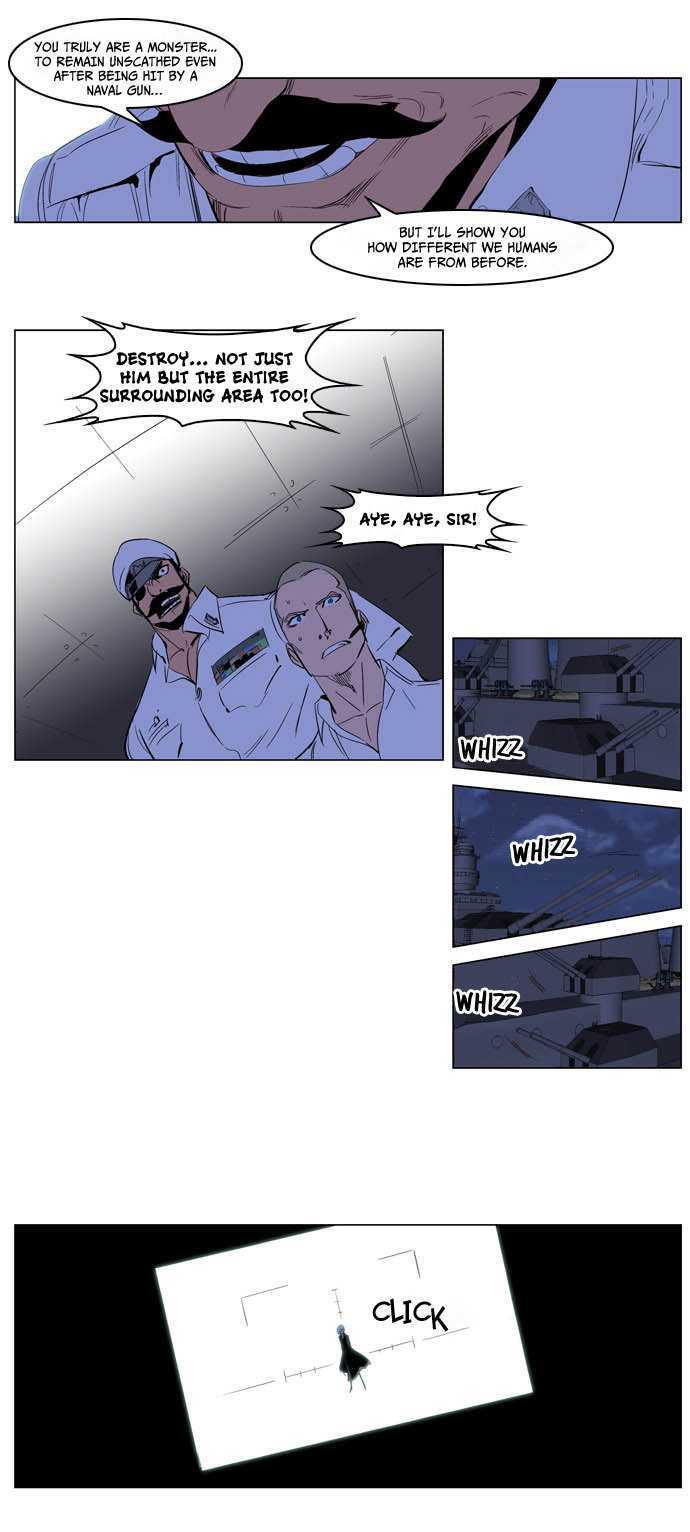 YOU TRULY ARE A MONSTER...
TO REMAIN UNSCATHED EVEN
AFTER BEING HIT BY A
NAVAL GUN...
BUT I'LL SHOW YOU
HOW DIFFERENT WE HUMANS
ARE FROM BEFORE.
DESTROY... NOT JUST
HIM BUT THE ENTIRE
SURROUNDING AREA TOO!
AYE, AYE, SIR!
WHIZZ
WHIZZ
WHIZZ
CLICK